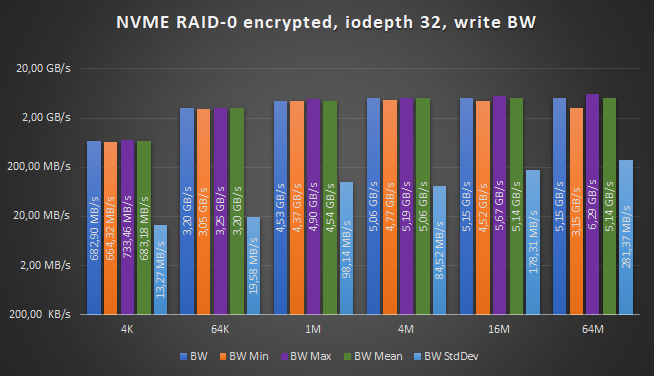 NVME RAID-0 encrypted, iodepth 32, write BW
20,00 GB/s
2,00 GB/s
200,00 MB/s
20,00 MB/s
2,00 MB/s
200,00 KB/s
682,90 MB/s
664,32 MB/s
733,46 MB/s
683,18 MB/s
13,27 MB/s
3,20 GB/s
3,05 GB/s
3,25 GB/s
3,20 GB/s
19,58 MB/s
4,53 GB/s
4,37 GB/s
4,90 GB/s
4,54 GB/s
98,14 MB/s
5,06 GB/s
4,77 GB/s
5,19 GB/s
5,06 GB/s
84,52 MB/s
5,15 GB/s
4,52 GB/s
5,67 GB/s
5,14 GB/s
178,31 MB/s
5,15 GB/s
3,15 GB/s
6,29 GB/s
5,14 GB/s
281,37 MB/s
4K 64K 1M 4M 16M 64M
BW BW Min BW Max BW Mean BW StdDev